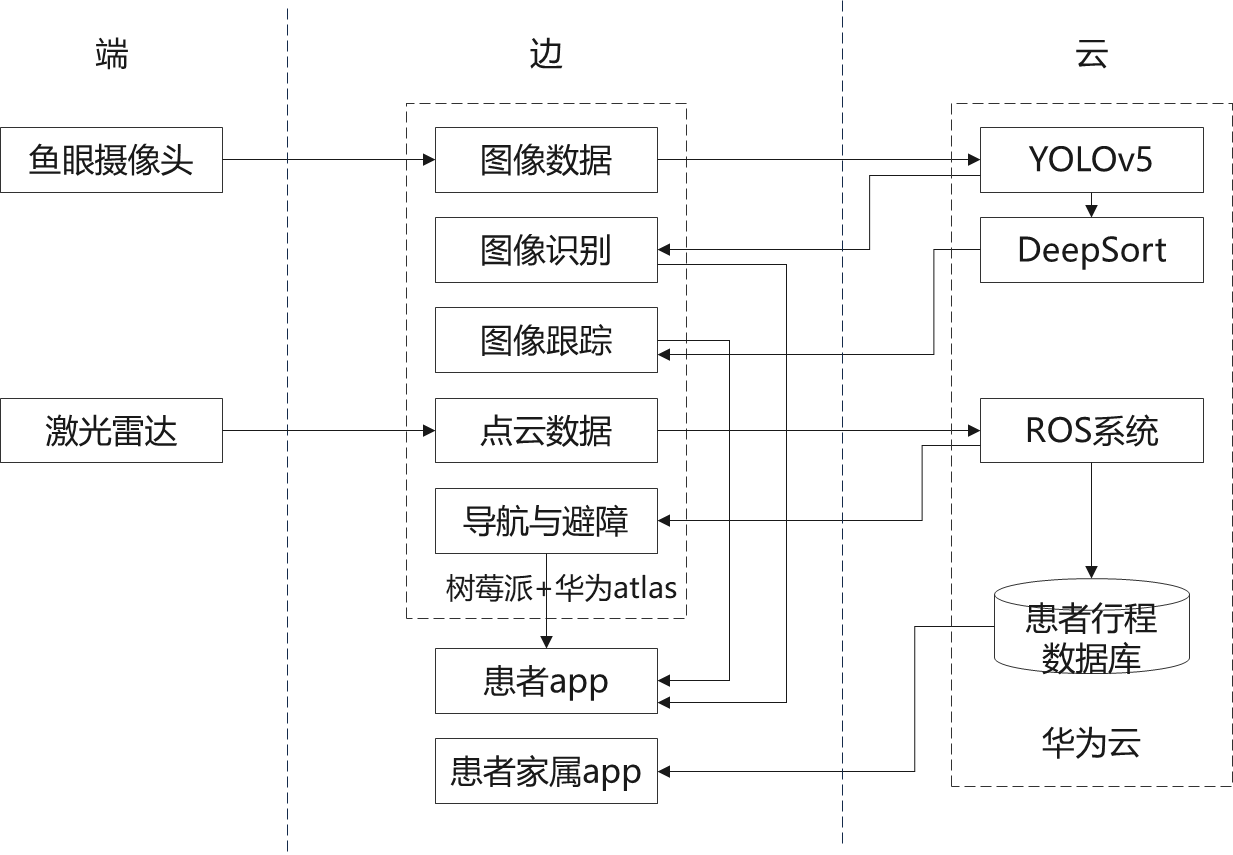 端
边
云
鱼眼摄像头
图像数据
YOLOv5
图像识别
DeepSort
图像跟踪
激光雷达
点云数据
ROS系统
导航与避障
树莓派+华为atlas
患者行程
数据库
患者app
华为云
患者家属app